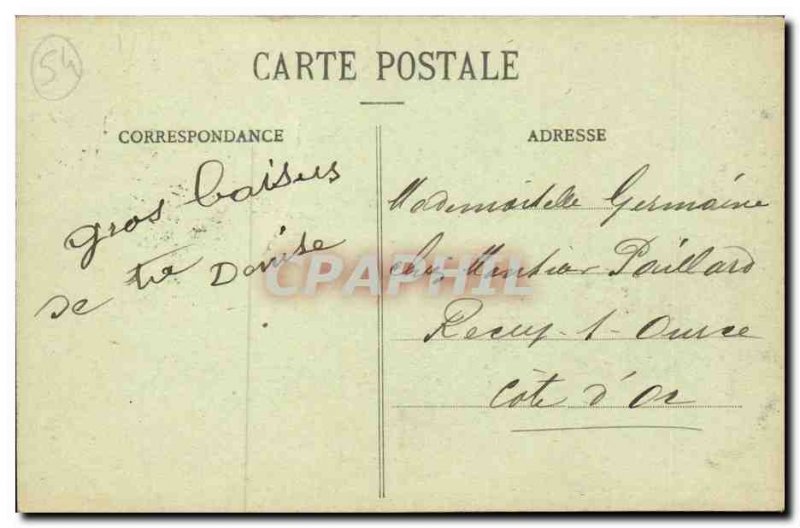 54
CARTE POSTALE
CORRESPONDANCE
gros baisers
de ta Denise
ADRESSE
Mademoiselle Germaine
chez Monsieur Paillard
Recey-s-Ource
Côte d'Or
CPAPHIL